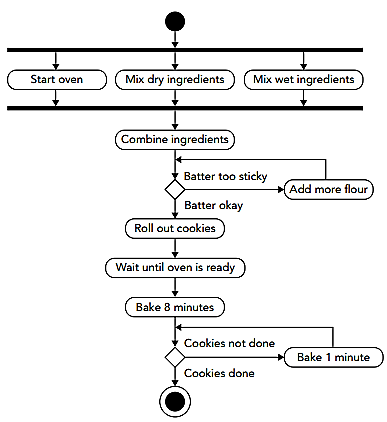 Start oven
Mix dry ingredients
Mix wet ingredients
Combine ingredients
Batter too sticky
Add more flour
Batter okay
Roll out cookies
Wait until oven is ready
Bake 8 minutes
Cookies not done
Bake 1 minute
Cookies done